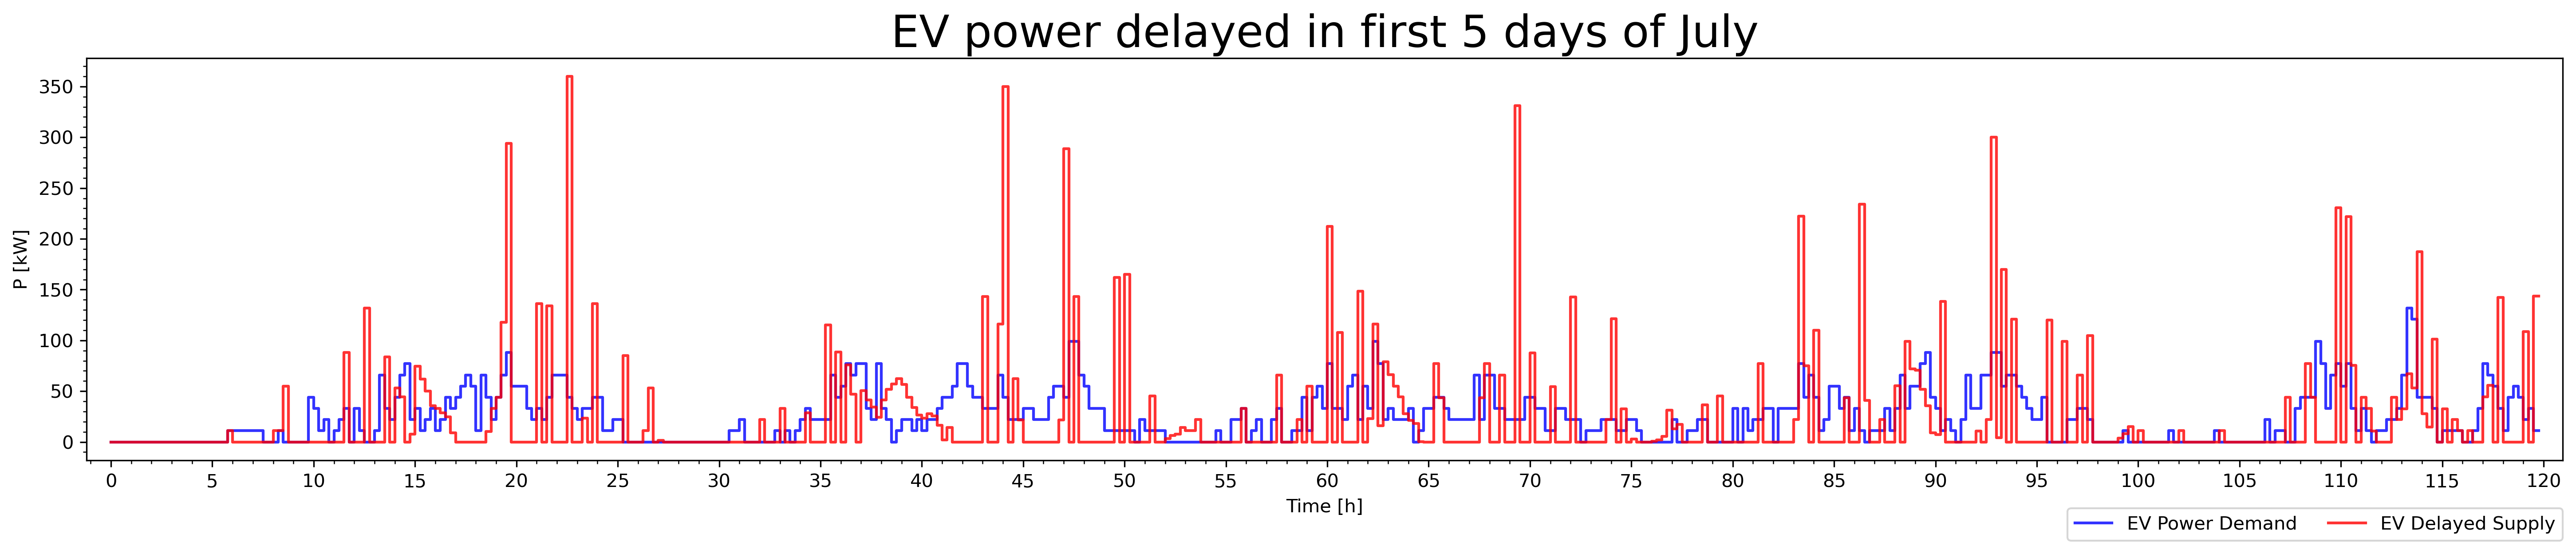 EV power delayed in first 5 days of July
P [kW]
350
300
250
200
150
100
50
0
0 5 10 15 20 25 30 35 40 45 50 55 60 65 70 75 80 85 90 95 100 105 110 115 120
Time [h]
EV Power Demand EV Delayed Supply